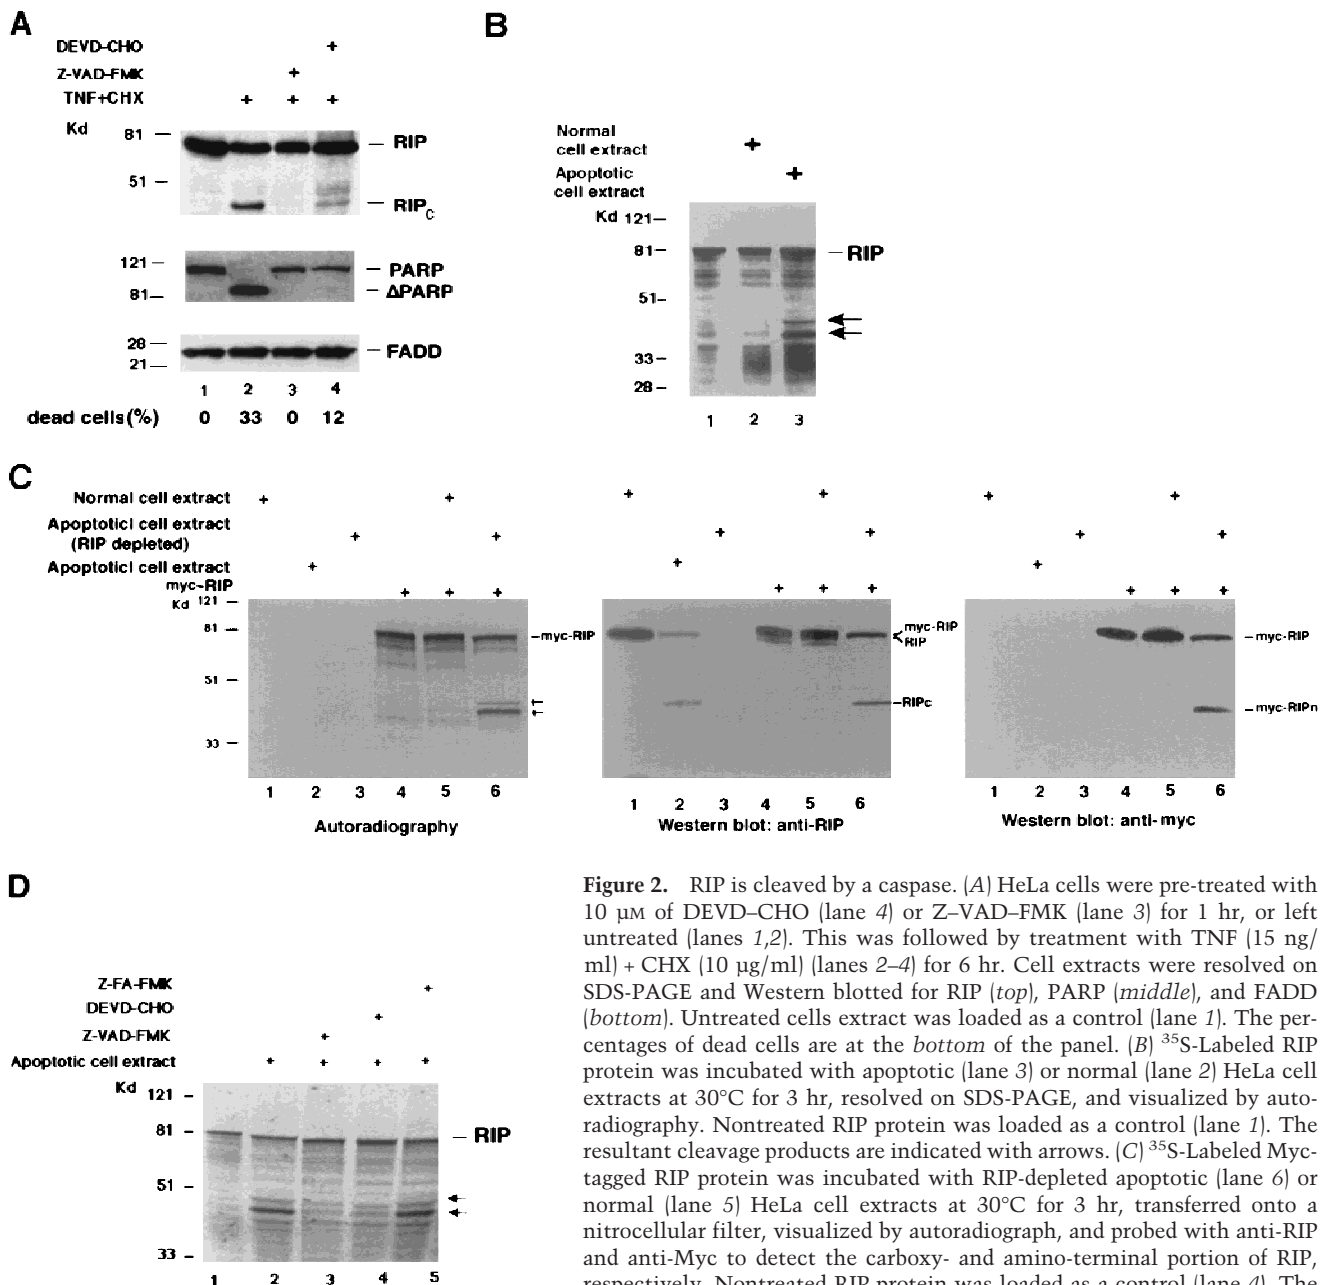 A
DEVD-CHO +
Z-VAD-FMK +
TNF+CHX + + +
Kd 81 — — RIP
51 —
— RIPC
121 — — PARP
81 — — ΔPARP
28 — — FADD
21 —
1 2 3 4
dead cells(%) 0 33 0 12
B
Normal
cell extract +
Apoptotic +
cell extract
Kd 121 —
81 — — RIP
51 —
33 —
28 —
1 2 3
C
Normal cell extract + + + + + +
Apoptoticl cell extract
(RIP depleted) + + + + + +
Apoptoticl cell extract + + +
myc-RIP + + + + + + + + +
Kd 121 —
81 — — myc-RIP
51 —
33 —
1 2 3 4 5 6
Autoradiography
myc-RIP
RIP
—RIPc
1 2 3 4 5 6
Western blot: anti-RIP
— myc-RIP
— myc-RIPn
1 2 3 4 5 6
Western blot: anti-myc
D
Z-FA-FMK +
DEVD-CHO +
Z-VAD-FMK +
Apoptotic cell extract + + + +
Kd
121 —
81 — — RIP
51 —
33 —
1 2 3 4 5
Figure 2. RIP is cleaved by a caspase. (A) HeLa cells were pre-treated with
10 μM of DEVD–CHO (lane 4) or Z–VAD–FMK (lane 3) for 1 hr, or left
untreated (lanes 1,2). This was followed by treatment with TNF (15 ng/
ml) + CHX (10 μg/ml) (lanes 2–4) for 6 hr. Cell extracts were resolved on
SDS-PAGE and Western blotted for RIP (top), PARP (middle), and FADD
(bottom). Untreated cells extract was loaded as a control (lane 1). The per-
centages of dead cells are at the bottom of the panel. (B) ³⁵S-Labeled RIP
protein was incubated with apoptotic (lane 3) or normal (lane 2) HeLa cell
extracts at 30°C for 3 hr, resolved on SDS-PAGE, and visualized by auto-
radiography. Nontreated RIP protein was loaded as a control (lane 1). The
resultant cleavage products are indicated with arrows. (C) ³⁵S-Labeled Myc-
tagged RIP protein was incubated with RIP-depleted apoptotic (lane 6) or
normal (lane 5) HeLa cell extracts at 30°C for 3 hr, transferred onto a
nitrocellular filter, visualized by autoradiograph, and probed with anti-RIP
and anti-Myc to detect the carboxy- and amino-terminal portion of RIP,
respectively. Nontreated RIP protein was loaded as a control (lane 4). The